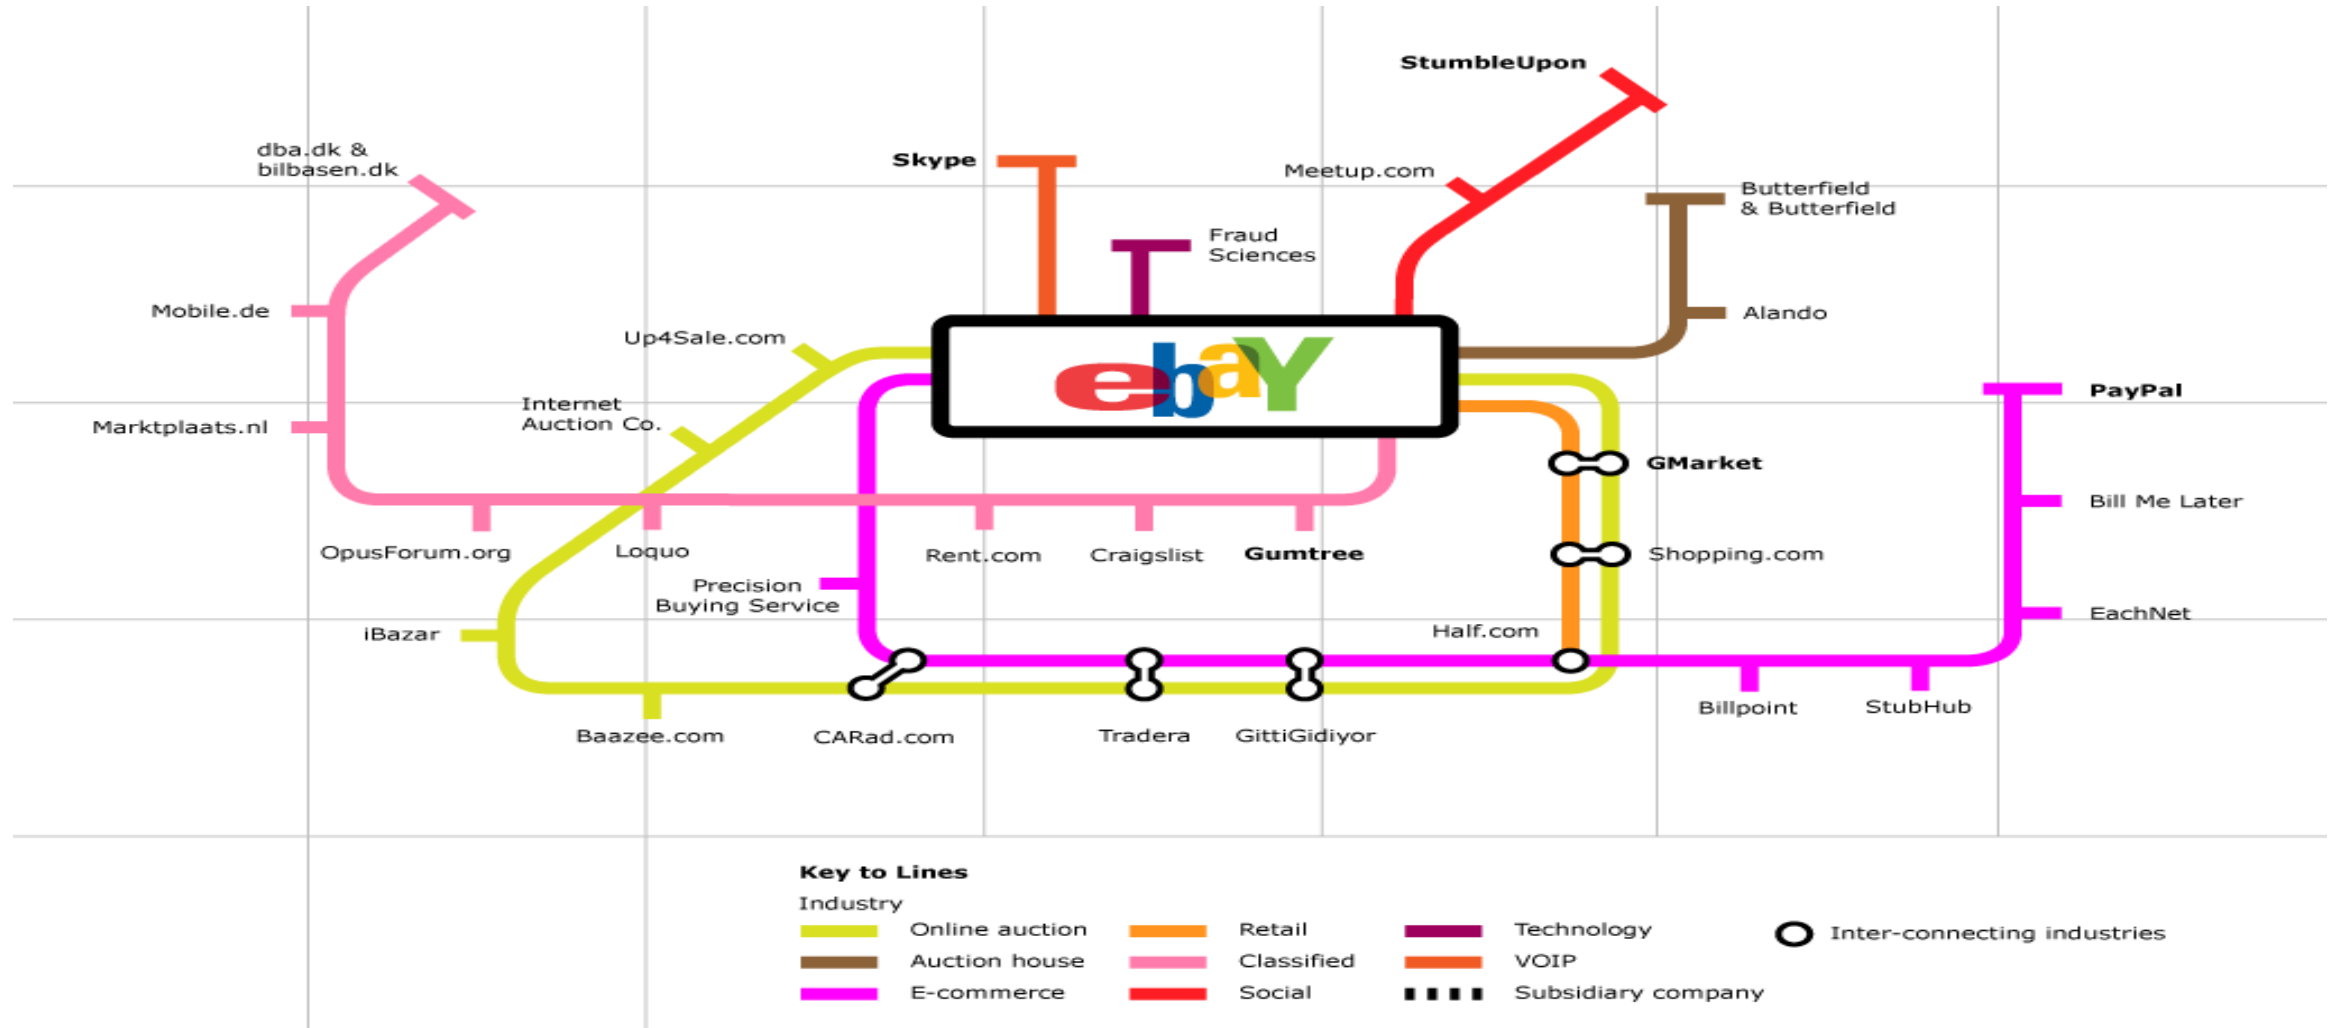 StumbleUpon
dba.dk &
bilbasen.dk
Skype
Meetup.com
Butterfield
& Butterfield
Fraud
Sciences
Mobile.de
Alando
Up4Sale.com
ebaY
PayPal
Internet
Auction Co.
Marktplaats.nl
GMarket
Bill Me Later
OpusForum.org
Loquo
Rent.com
Craigslist
Gumtree
Shopping.com
Precision
Buying Service
EachNet
iBazar
Half.com
Billpoint
StubHub
Baazee.com
CARad.com
Tradera
GittiGidiyor
Key to Lines
Industry
Online auction
Retail
Technology
Inter-connecting industries
Auction house
Classified
VOIP
E-commerce
Social
Subsidiary company